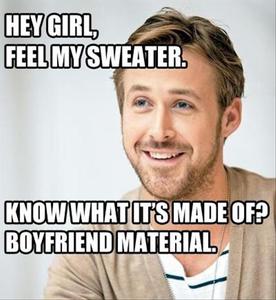 HEY GIRL,
FEEL MY SWEATER.
KNOW WHAT IT'S MADE OF?
BOYFRIEND MATERIAL.